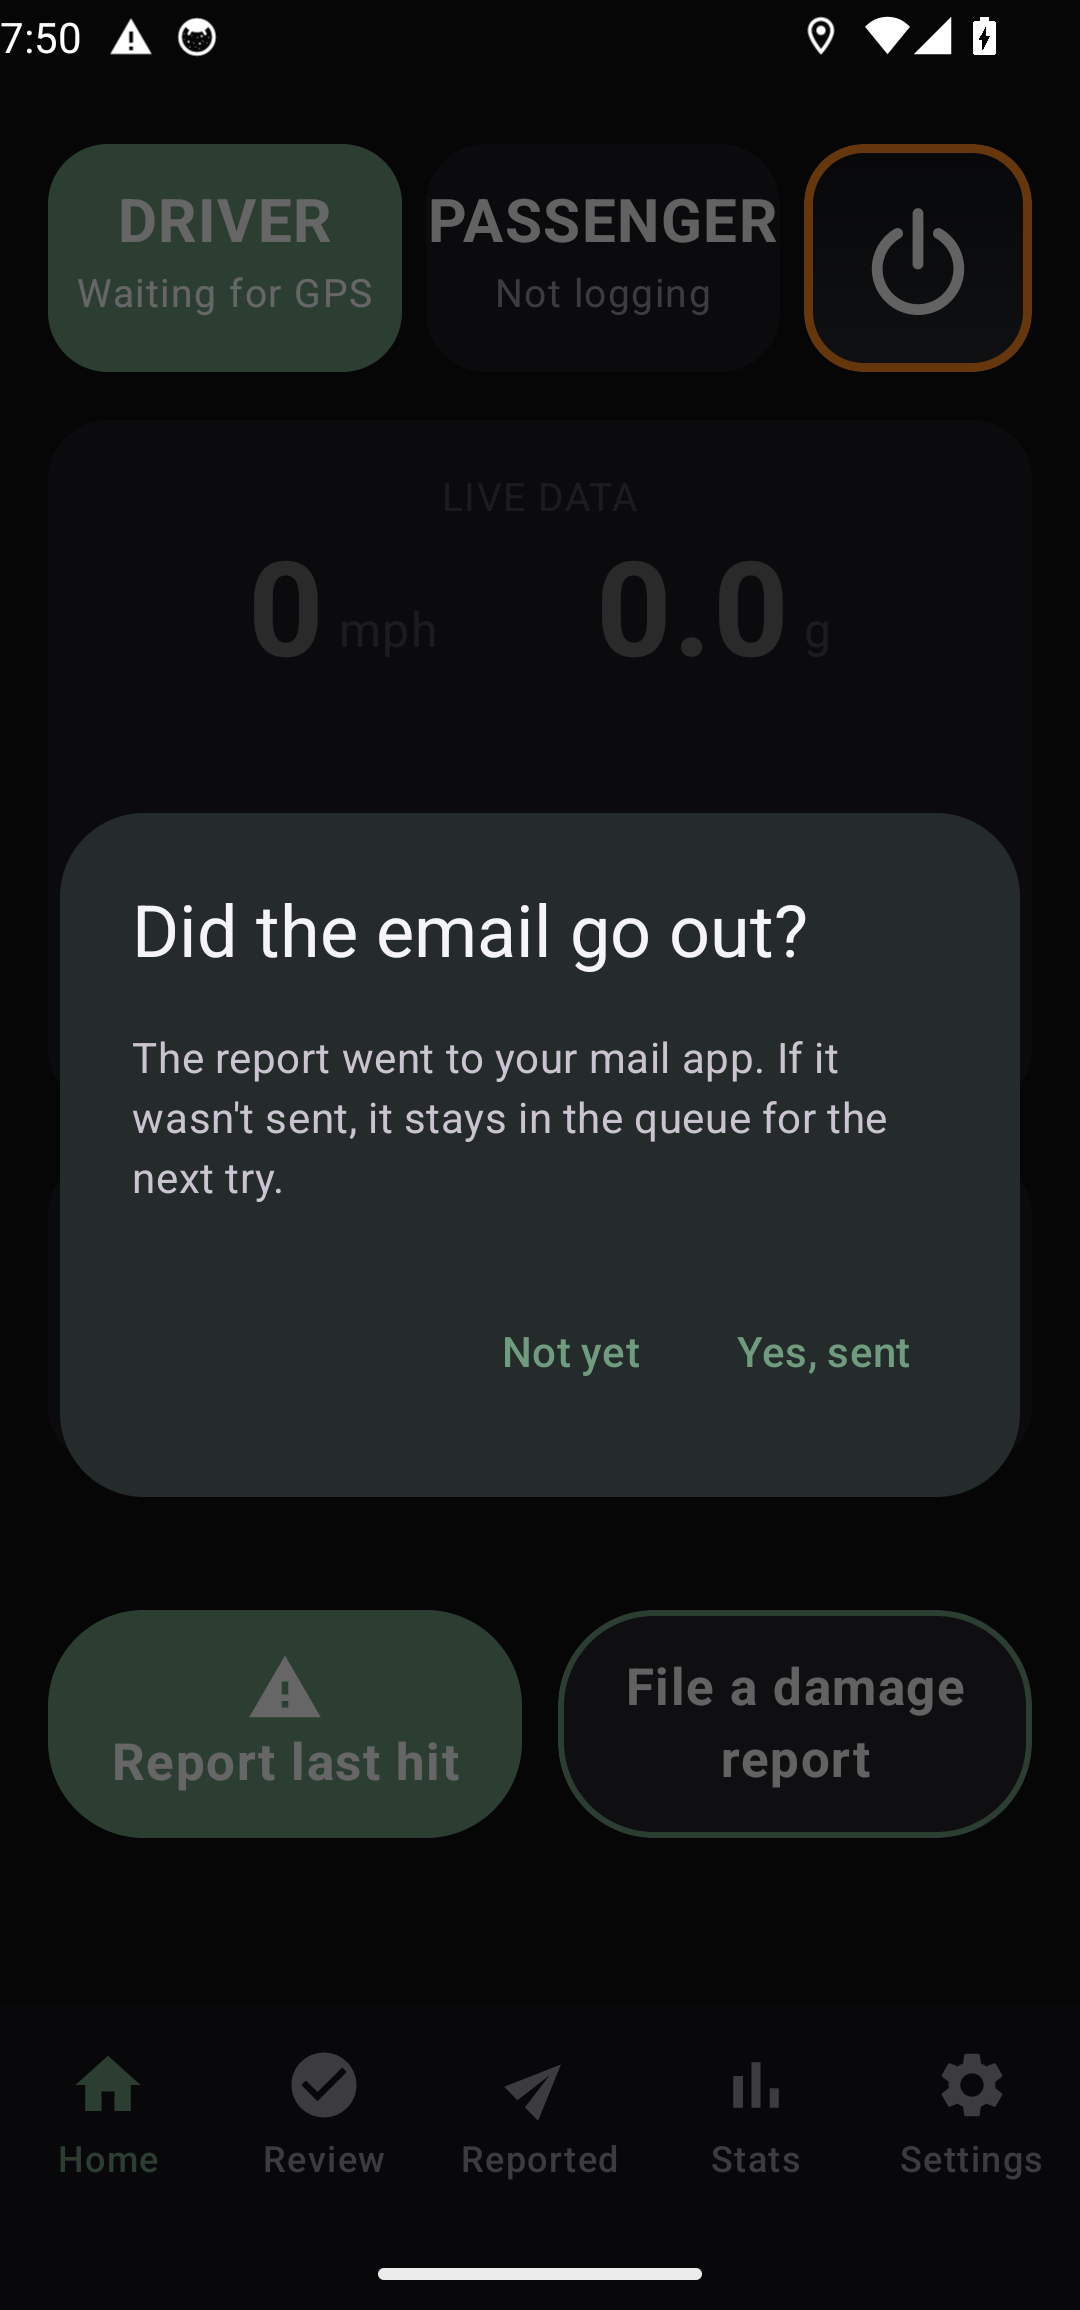 7:50
DRIVER
Waiting for GPS
PASSENGER
Not logging
LIVE DATA
0 mph
0.0 g
Did the email go out?
The report went to your mail app. If it
wasn't sent, it stays in the queue for the
next try.
Not yet
Yes, sent
Report last hit
File a damage
report
Home
Review
Reported
Stats
Settings